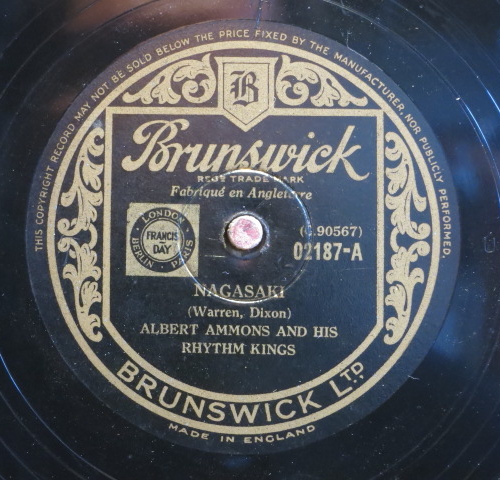 THIS COPYRIGHT RECORD MAY NOT BE SOLD BELOW THE PRICE FIXED BY THE MANUFACTURER, NOR PUBLICLY PERFORMED.
B
Brunswick
REGD TRADE MARK
Fabriqué en Angleterre
LONDON
FRANCIS
DAY
BERLIN PARIS
(C.90567)
02187-A
NAGASAKI
(Warren, Dixon)
ALBERT AMMONS AND HIS
RHYTHM KINGS
BRUNSWICK LTD.
MADE IN ENGLAND